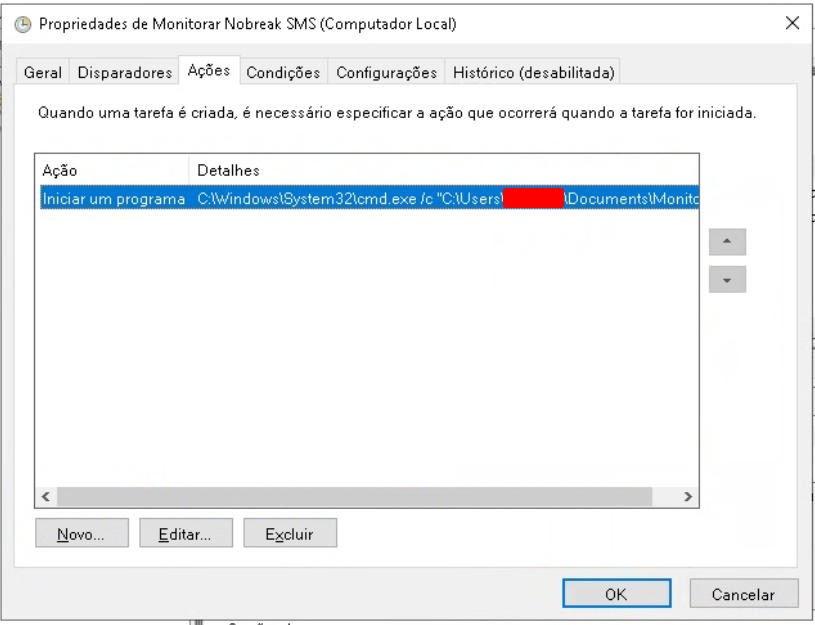 Propriedades de Monitorar Nobreak SMS (Computador Local)
Geral Disparadores Ações Condições Configurações Histórico (desabilitada)
Quando uma tarefa é criada, é necessário especificar a ação que ocorrerá quando a tarefa for iniciada.
Ação Detalhes
Iniciar um programa C:\Windows\System32\cmd.exe /c "C:\Users\ \Documents\Monito
Novo... Editar... Excluir
OK Cancelar